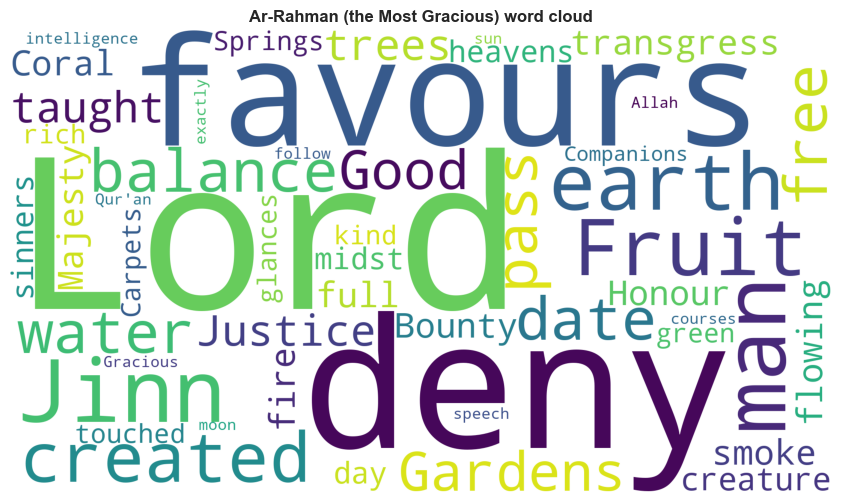 Ar-Rahman (the Most Gracious) word cloud
intelligence
Springs
trees
sun
heavens
transgress
Coral
favours
taught
exactly
Allah
free
rich
follow
Companions
balance
Good
pass
earth
Majesty
Qur'an
sinners
Carpets
Lord
glances
kind
midst
full
Fruit
Honour
man
water
Justice
Bounty
date
courses
green
flowing
Jinn
Gracious
fire
deny
speech
touched
moon
created
day
Gardens
smoke
creature